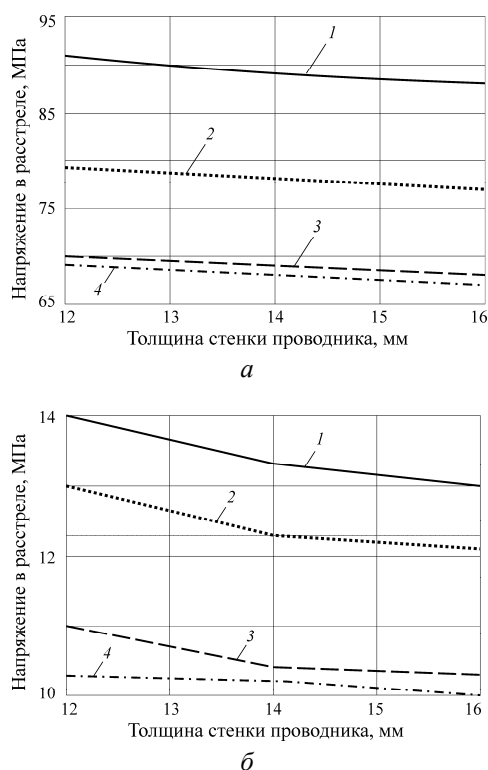 95
85
75
65
Напряжение в расстреле, МПа
1
2
3
4
12 13 14 15 16
Толщина стенки проводника, мм
а
14
13
12
10
Напряжение в расстреле, МПа
1
2
3
4
12 13 14 15 16
Толщина стенки проводника, мм
б